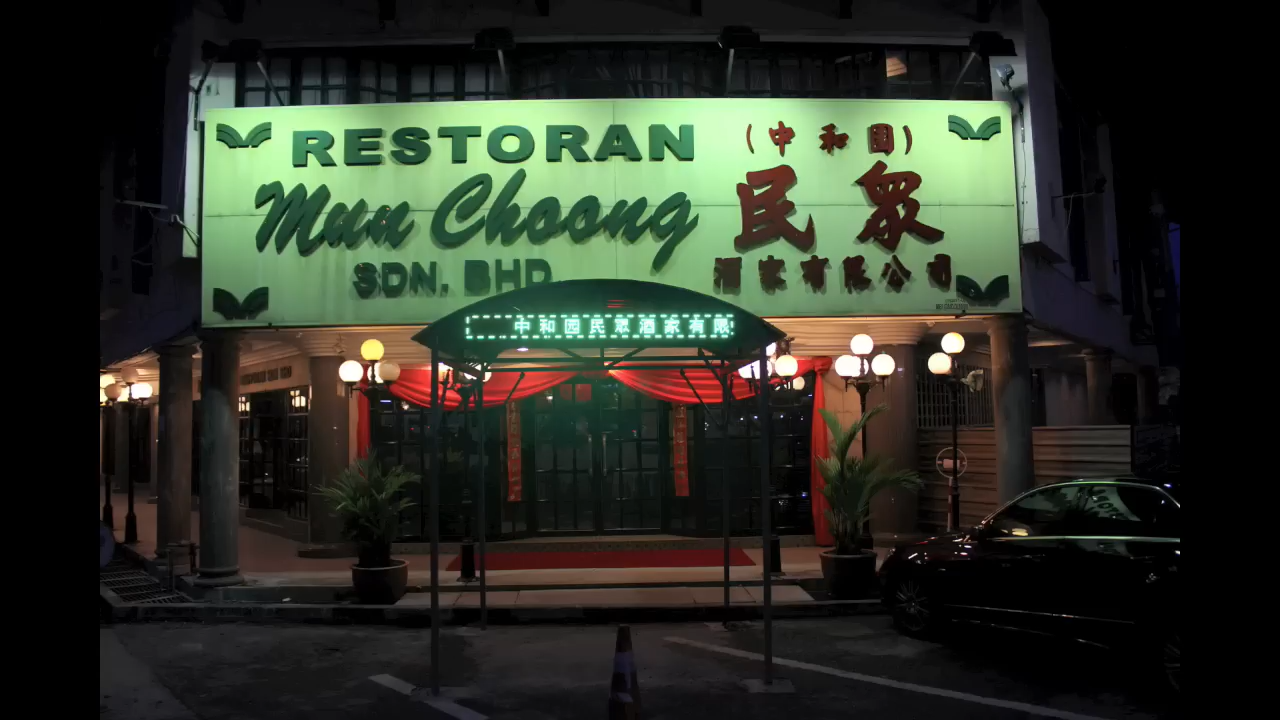 RESTORAN
Mun Choong
SDN. BHD.
(中和園)
民眾
酒家有限公司
中和园民眾酒家有限